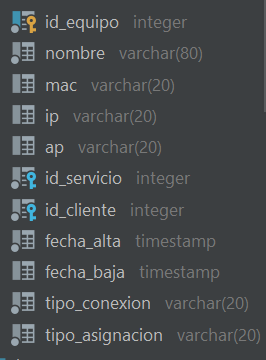 id_equipo integer
nombre varchar(80)
mac varchar(20)
ip varchar(20)
ap varchar(20)
id_servicio integer
id_cliente integer
fecha_alta timestamp
fecha_baja timestamp
tipo_conexion varchar(20)
tipo_asignacion varchar(20)